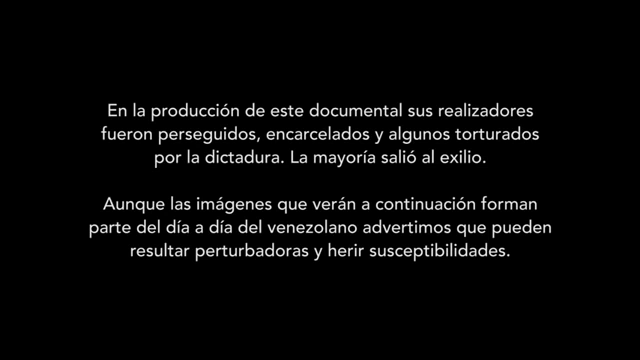 En la producción de este documental sus realizadores
fueron perseguidos, encarcelados y algunos torturados
por la dictadura. La mayoría salió al exilio.
Aunque las imágenes que verán a continuación forman
parte del día a día del venezolano advertimos que pueden
resultar perturbadoras y herir susceptibilidades.